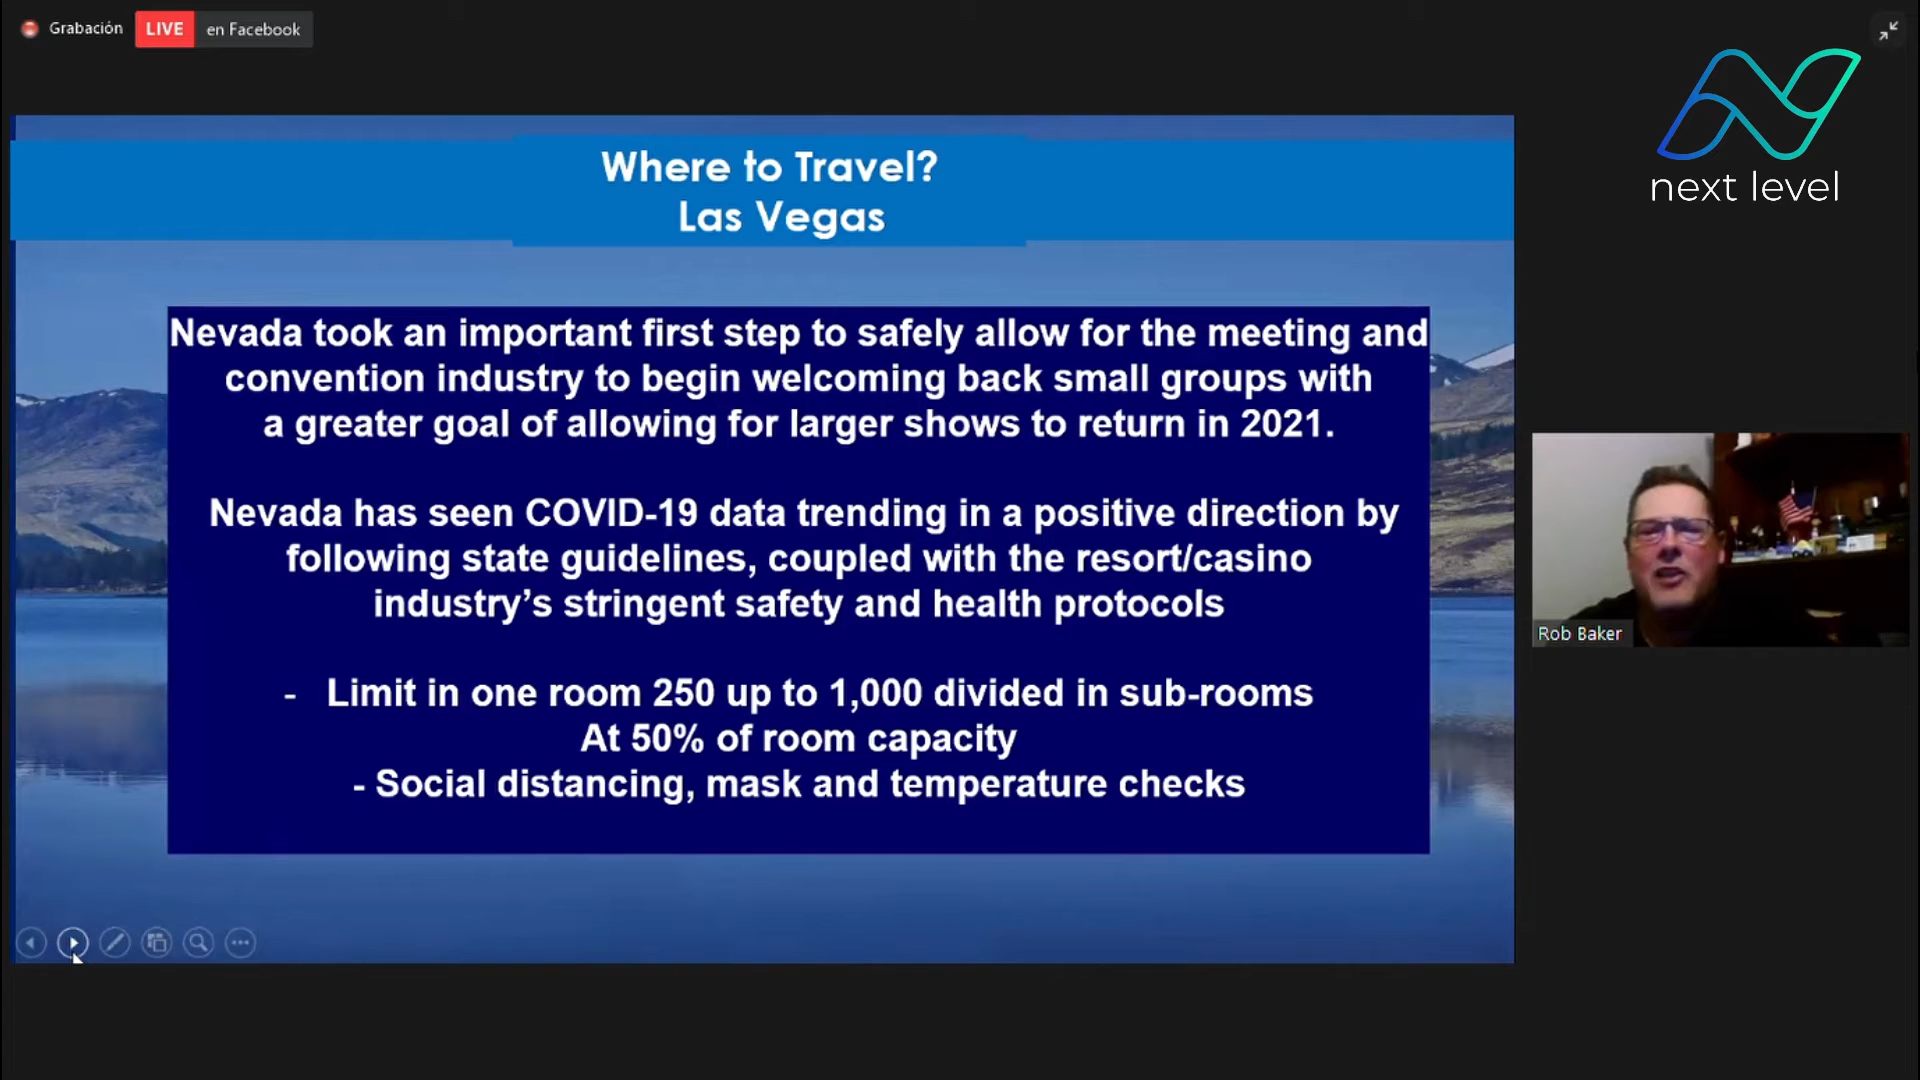 Grabación
LIVE en Facebook
next level
Where to Travel?
Las Vegas
Nevada took an important first step to safely allow for the meeting and
convention industry to begin welcoming back small groups with
a greater goal of allowing for larger shows to return in 2021.
Nevada has seen COVID-19 data trending in a positive direction by
following state guidelines, coupled with the resort/casino
industry’s stringent safety and health protocols
- Limit in one room 250 up to 1,000 divided in sub-rooms
At 50% of room capacity
- Social distancing, mask and temperature checks
Rob Baker